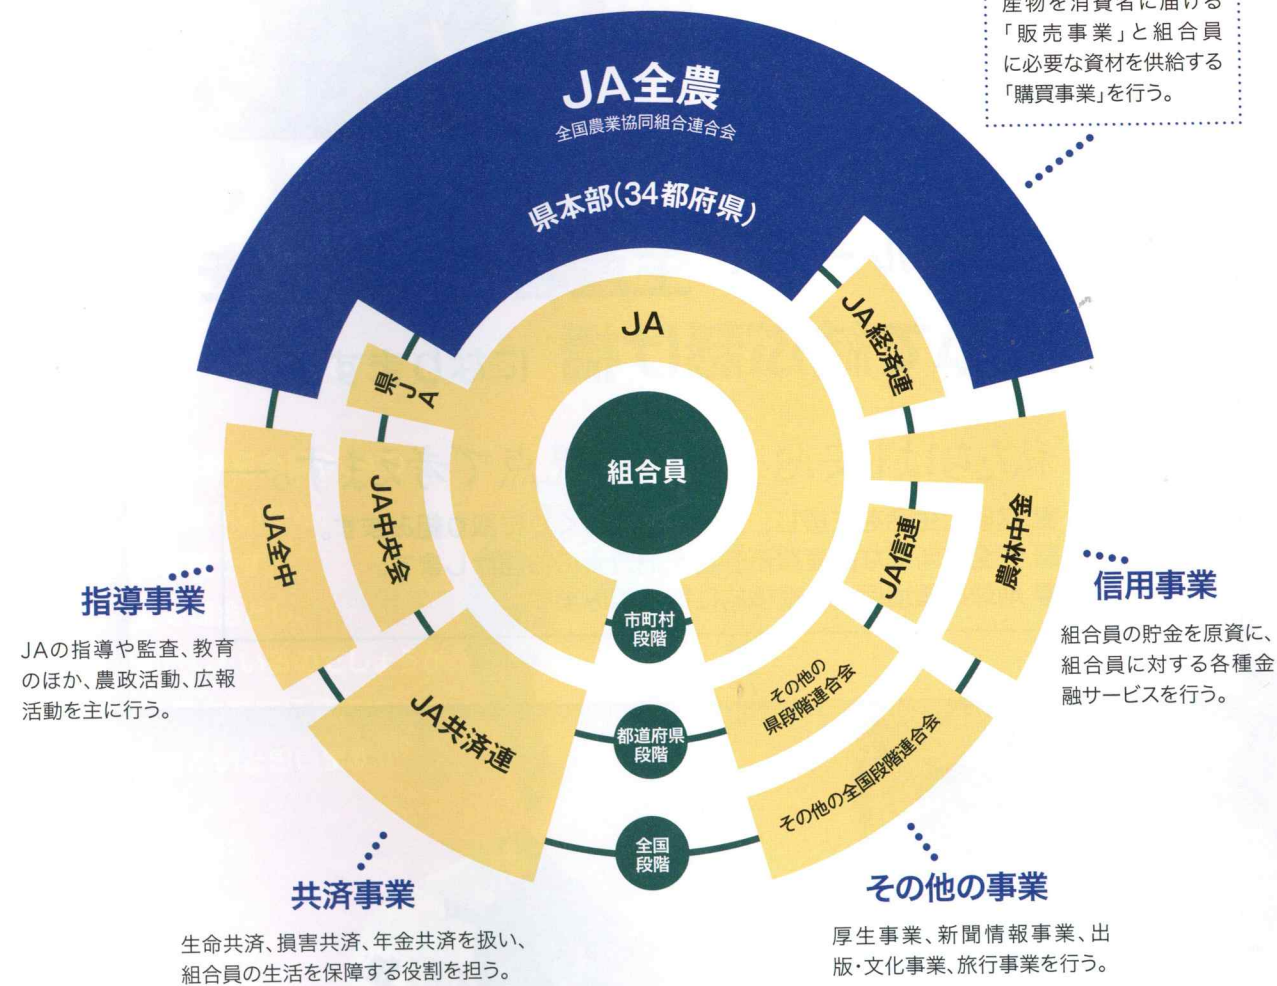 産物を消費者に届ける
「販売事業」と組合員
に必要な資材を供給する
「購買事業」を行う。
JA全農
全国農業協同組合連合会
県本部(34都府県)
JA
JA経済連
県JA
組合員
JA全中
JA中央会
JA信連
農林中金
指導事業
JAの指導や監査、教育
のほか、農政活動、広報
活動を主に行う。
信用事業
組合員の貯金を原資に、
組合員に対する各種金
融サービスを行う。
市町村
段階
都道府県
段階
全国
段階
JA共済連
その他の
県段階連合会
その他の全国段階連合会
共済事業
生命共済、損害共済、年金共済を扱い、
組合員の生活を保障する役割を担う。
その他の事業
厚生事業、新聞情報事業、出
版・文化事業、旅行事業を行う。